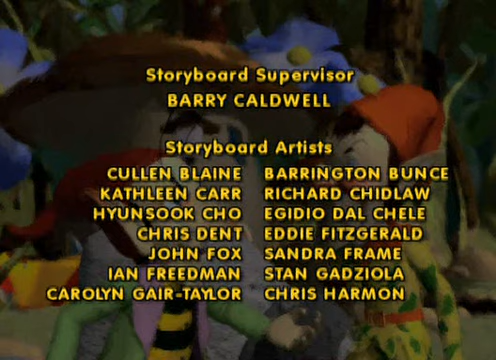 Storyboard Supervisor
BARRY CALDWELL
Storyboard Artists
CULLEN BLAINE BARRINGTON BUNCE
KATHLEEN CARR RICHARD CHIDLAW
HYUNSOOK CHO EGIDIO DAL CHELE
CHRIS DENT EDDIE FITZGERALD
JOHN FOX SANDRA FRAME
IAN FREEDMAN STAN GADZIOLA
CAROLYN GAIR-TAYLOR CHRIS HARMON